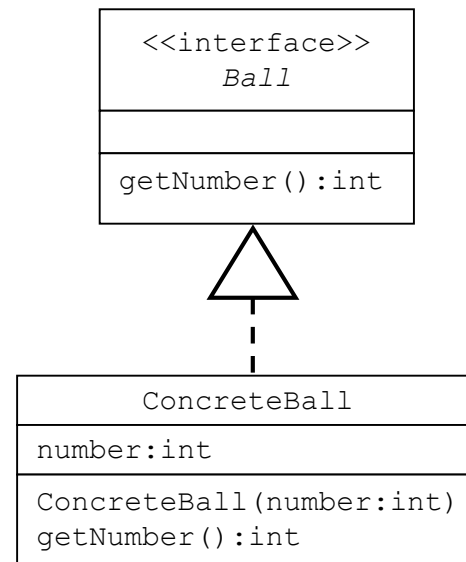 <<interface>>
Ball
getNumber():int
ConcreteBall
number:int
ConcreteBall(number:int)
getNumber():int